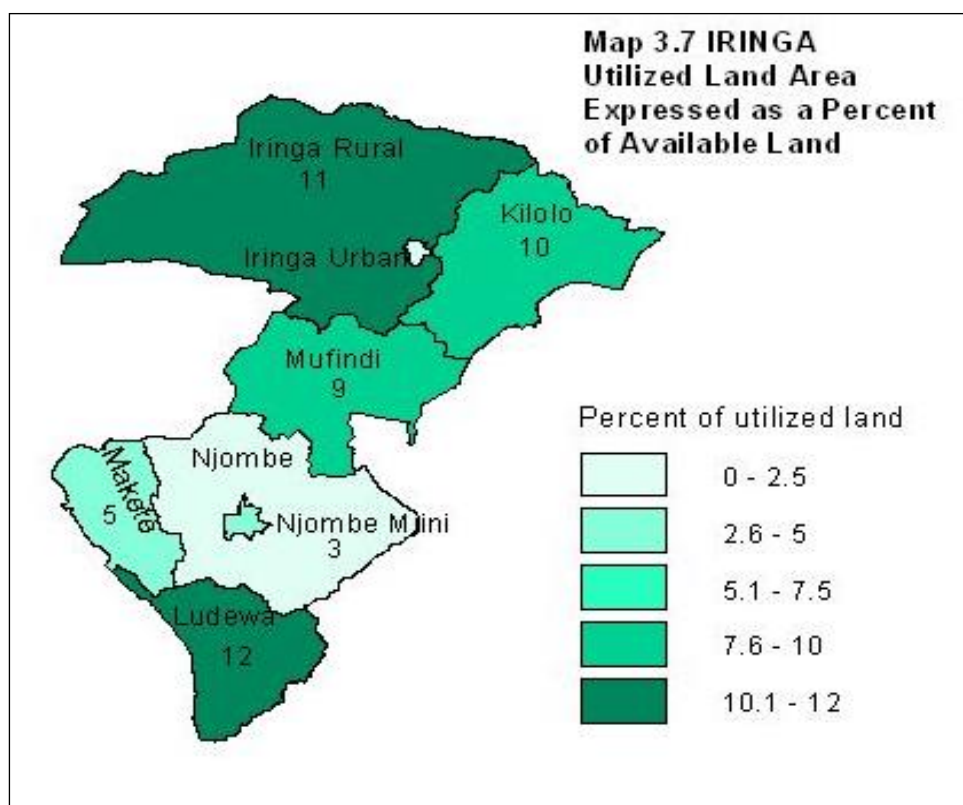 Map 3.7 IRINGA
Utilized Land Area
Expressed as a Percent
of Available Land
Iringa Rural
11
Kilolo
10
Iringa Urban
Mufindi
9
Njombe
Makete
5
Njombe Mjini
3
Ludewa
12
Percent of utilized land
0 - 2.5
2.6 - 5
5.1 - 7.5
7.6 - 10
10.1 - 12